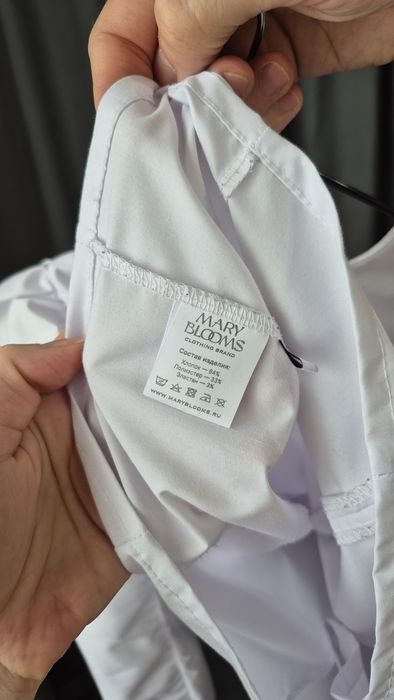 MARY
BLOOMS
CLOTHING BRAND
Состав изделия:
Хлопок — 64%
Полиэстер — 33%
Эластан — 3%
WWW.MARYBLOOMS.RU